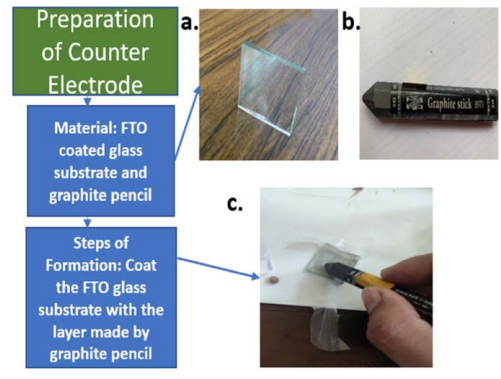 Preparation
of Counter
Electrode
a.
b.
Material: FTO
coated glass
substrate and
graphite pencil
Graphite stick
c.
Steps of
Formation: Coat
the FTO glass
substrate with the
layer made by
graphite pencil